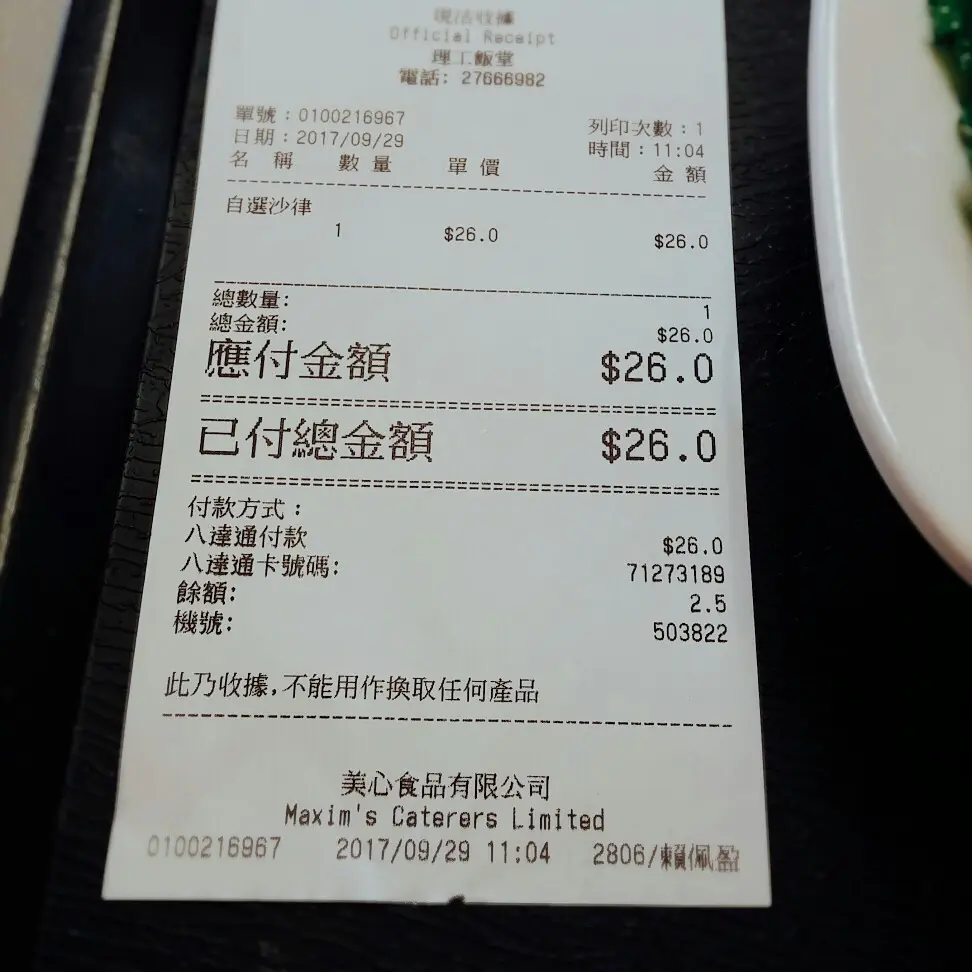 現沽收據
Official Receipt
理工飯堂
電話: 27666982
單號:0100216967
列印次數:1
日期:2017/09/29
時間:11:04
名 稱 數 量 單 價 金 額
自選沙律
1 $26.0 $26.0
總數量: 1
總金額: $26.0
應付金額 $26.0
已付總金額 $26.0
付款方式:
八達通付款 $26.0
八達通卡號碼: 71273189
餘額: 2.5
機號: 503822
此乃收據,不能用作換取任何產品
美心食品有限公司
Maxim's Caterers Limited
0100216967 2017/09/29 11:04 2806/賴佩盈